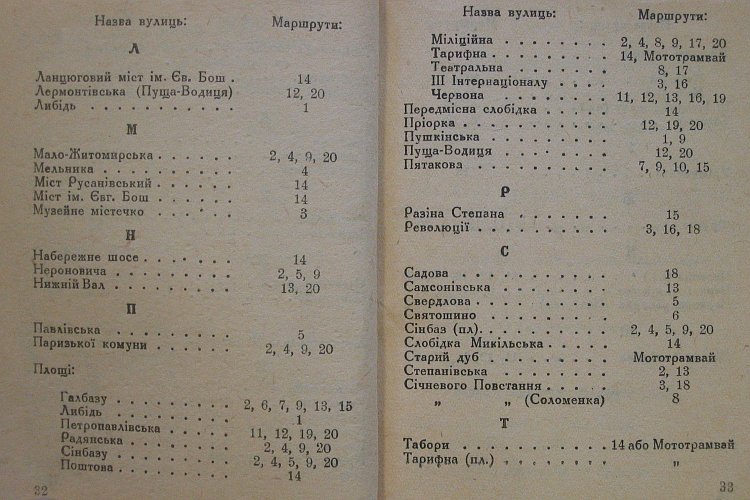 Назва вулиць: Маршрути:
Л
Ланцюговий міст ім. Єв. Бош . 14
Лермонтівська (Пуща-Водиця) 12, 20
Либідь . . . . . . . . . . 1
М
Мало-Житомирська . . . . . . 2, 4, 9, 20
Мельника . . . . . . . . . 4
Міст Русанівський . . . . . . 14
Міст ім. Євг. Бош . . . . . . 14
Музейне містечко . . . . . . 3
Н
Набережне шосе . . . . . . . 14
Нероновича . . . . . . . . 2, 5, 9
Нижній Вал . . . . . . . . 13, 20
П
Павлівська . . . . . . . . 5
Паризької комуни . . . . . . 2, 4, 9, 20
Площі:
Галбазу . . . . . . . . 2, 6, 7, 9, 13, 15
Либідь . . . . . . . . 1
Петропавлівська . . . . . 11, 12, 19, 20
Радянська . . . . . . . 2, 4, 9, 20
Сінбазу . . . . . . . . 2, 4, 5, 9, 20
Поштова . . . . . . . . 14
32
Назва вулиць: Маршрути:
Міліційна . . . . . . . . 2, 4, 8, 9, 17, 20
Тарифна . . . . . . . . 14, Мототрамвай
Театральна . . . . . . . 8, 17
III Інтернаціоналу . . . . 3, 16
Червона . . . . . . . . 11, 12, 13, 16, 19
Передмісна слобідка . . . . . 14
Пріорка . . . . . . . . . . 12, 19, 20
Пушкінська . . . . . . . . 1, 9
Пуща-Водиця . . . . . . . . 12, 20
Пятакова . . . . . . . . . 7, 9, 10, 15
Р
Разіна Степана . . . . . . . 15
Революції . . . . . . . . . 3, 16, 18
С
Садова . . . . . . . . . . 18
Самсонівська . . . . . . . . 13
Свердлова . . . . . . . . . 5
Святошино . . . . . . . . . 6
Сінбаз (пл). . . . . . . . . 2, 4, 5, 9, 20
Слобідка Микільська . . . . . 14
Старий дуб . . . . . . . . Мототрамвай
Степанівська . . . . . . . . 2, 13
Січневого Повстання . . . . . 3, 18
„ „ (Соломенка) 8
Т
Табори . . . . . . . . . . 14 або Мототрамвай
Тарифна (пл.) . . . . . . . „
33